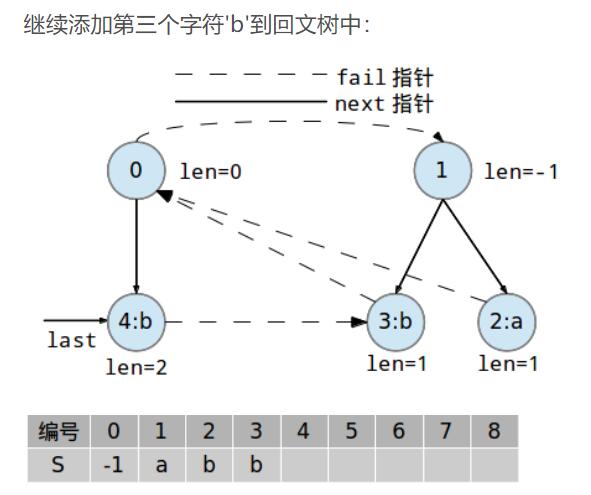 继续添加第三个字符'b'到回文树中：
fail 指针
next 指针
0 len=0 1 len=-1
last 4:b 3:b 2:a
len=2 len=1 len=1
编号 0 1 2 3 4 5 6 7 8
S -1 a b b